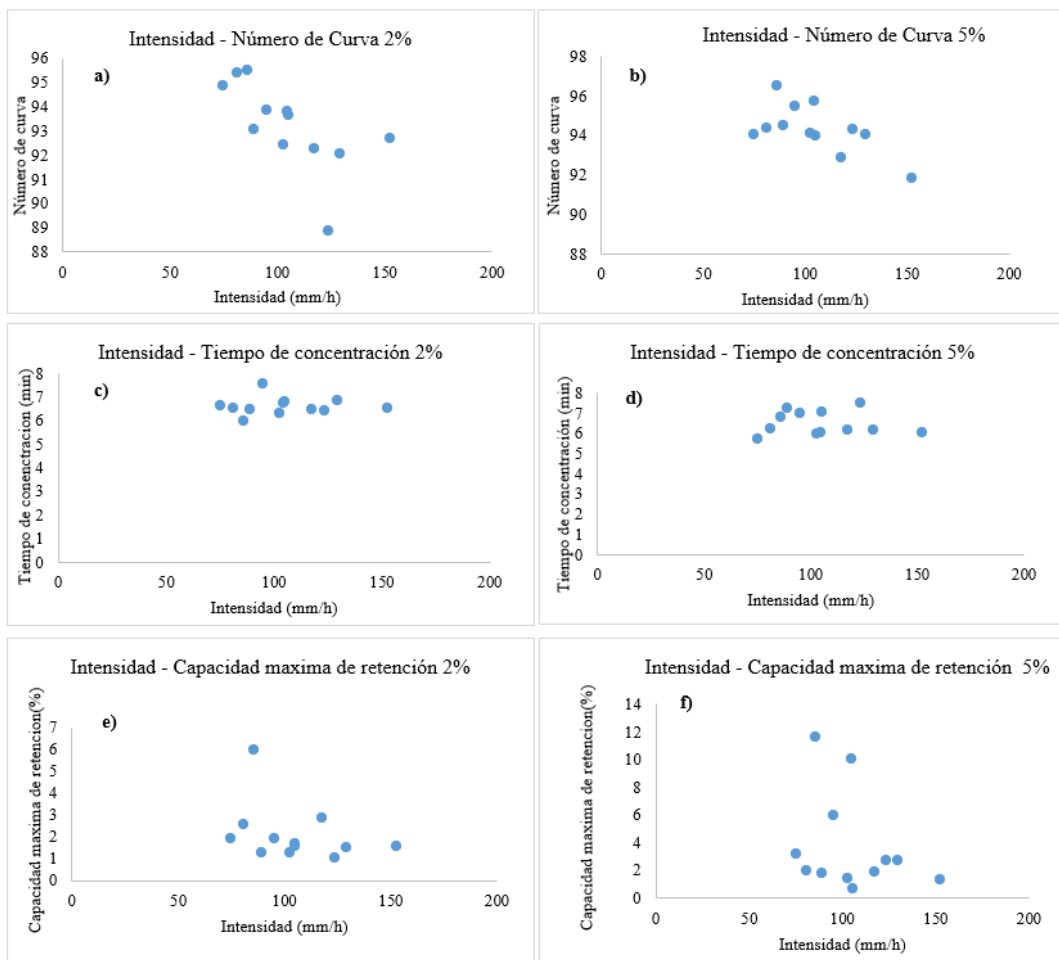 Intensidad - Número de Curva 2%
a)
Número de curva
96
95
94
93
92
91
90
89
88
0 50 100 150 200
Intensidad (mm/h)
Intensidad - Número de Curva 5%
b)
Número de curva
98
96
94
92
90
88
0 50 100 150 200
Intensidad (mm/h)
Intensidad - Tiempo de concentración 2%
c)
Tiempo de conenctracion (min)
8
7
6
5
4
3
2
1
0
0 50 100 150 200
Intensidad (mm/h)
Intensidad - Tiempo de concentración 5%
d)
Tiempo de concentración (min)
8
7
6
5
4
3
2
1
0
0 50 100 150 200
Intensidad (mm/h)
Intensidad - Capacidad maxima de retención 2%
e)
Capacidad maxima de retencion(%)
7
6
5
4
3
2
1
0
0 50 100 150 200
Intensidad (mm/h)
Intensidad - Capacidad maxima de retención 5%
f)
Capacidad maxima de retencion(%)
14
12
10
8
6
4
2
0
0 50 100 150 200
Intensidad (mm/h)